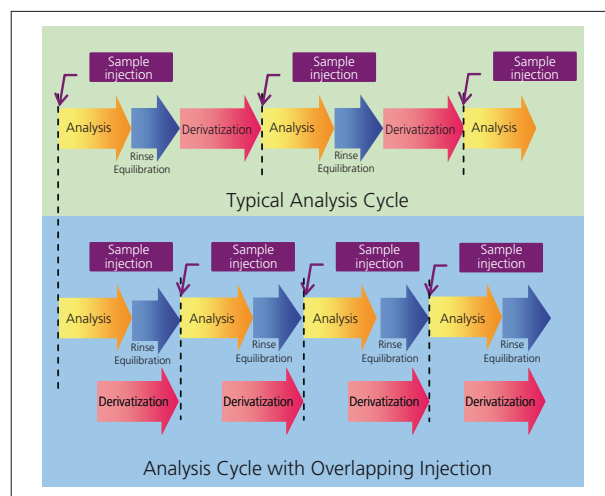 Sample
injection
Sample
injection
Sample
injection
Analysis
Rinse
Equilibration
Derivatization
Analysis
Rinse
Equilibration
Derivatization
Analysis
Typical Analysis Cycle
Sample
injection
Sample
injection
Sample
injection
Sample
injection
Analysis
Rinse
Equilibration
Analysis
Rinse
Equilibration
Analysis
Rinse
Equilibration
Analysis
Rinse
Equilibration
Derivatization
Derivatization
Derivatization
Derivatization
Analysis Cycle with Overlapping Injection